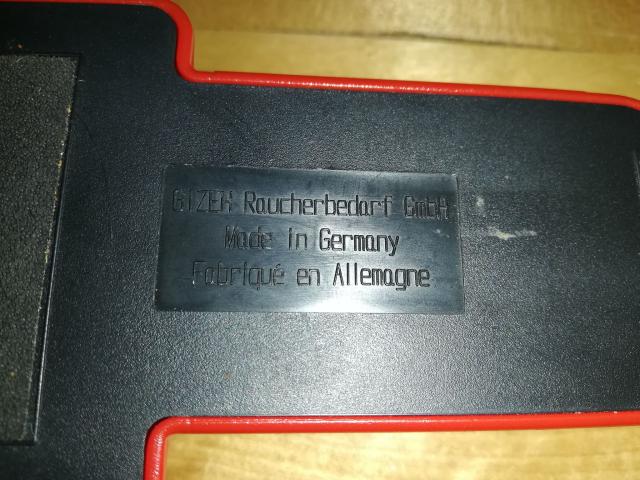 GIZEH Raucherbedarf GmbH
Made in Germany
Fabriqué en Allemagne